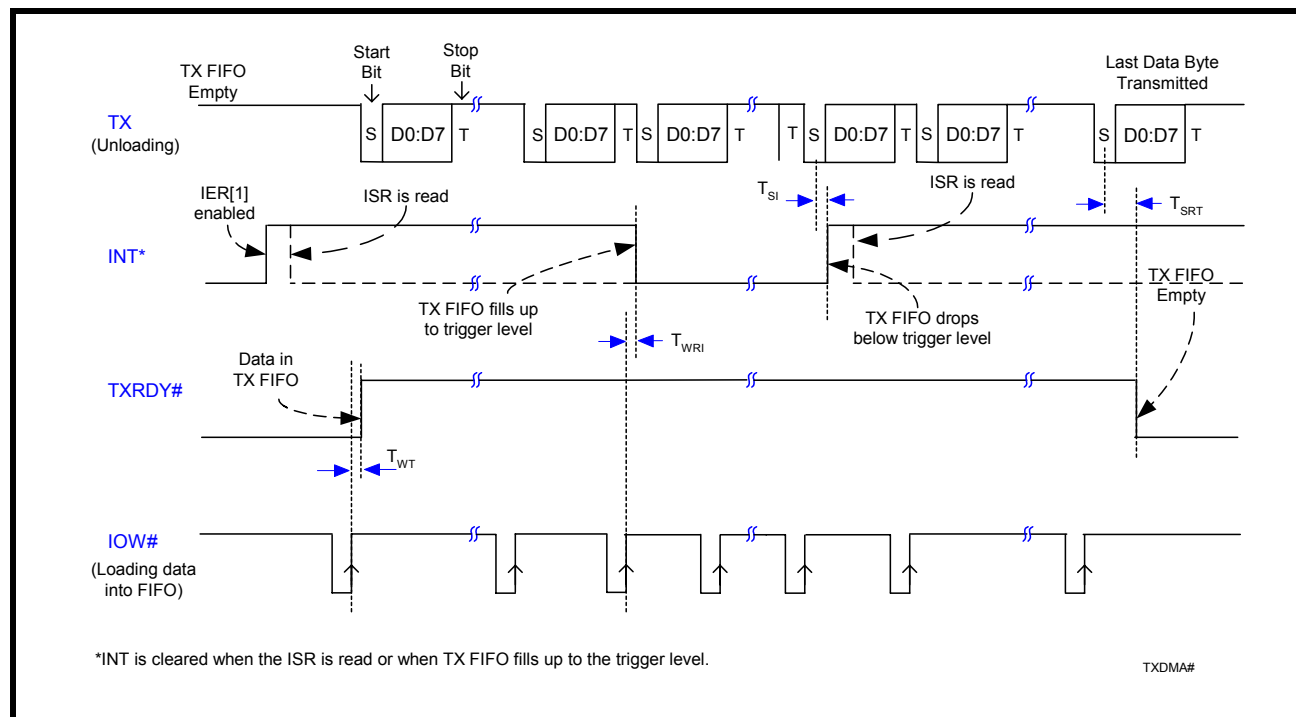 TX FIFO
Empty
Start
Bit
Stop
Bit
Last Data Byte
Transmitted
TX
(Unloading)
S D0:D7 T S D0:D7 T S D0:D7 T T S D0:D7 T S D0:D7 T S D0:D7 T
IER[1]
enabled
ISR is read
TSI
ISR is read
TSRT
INT*
TX FIFO fills up
to trigger level
TX FIFO drops
below trigger level
TX FIFO
Empty
TWRI
Data in
TX FIFO
TXRDY#
TWT
IOW#
(Loading data
into FIFO)
*INT is cleared when the ISR is read or when TX FIFO fills up to the trigger level.
TXDMA#